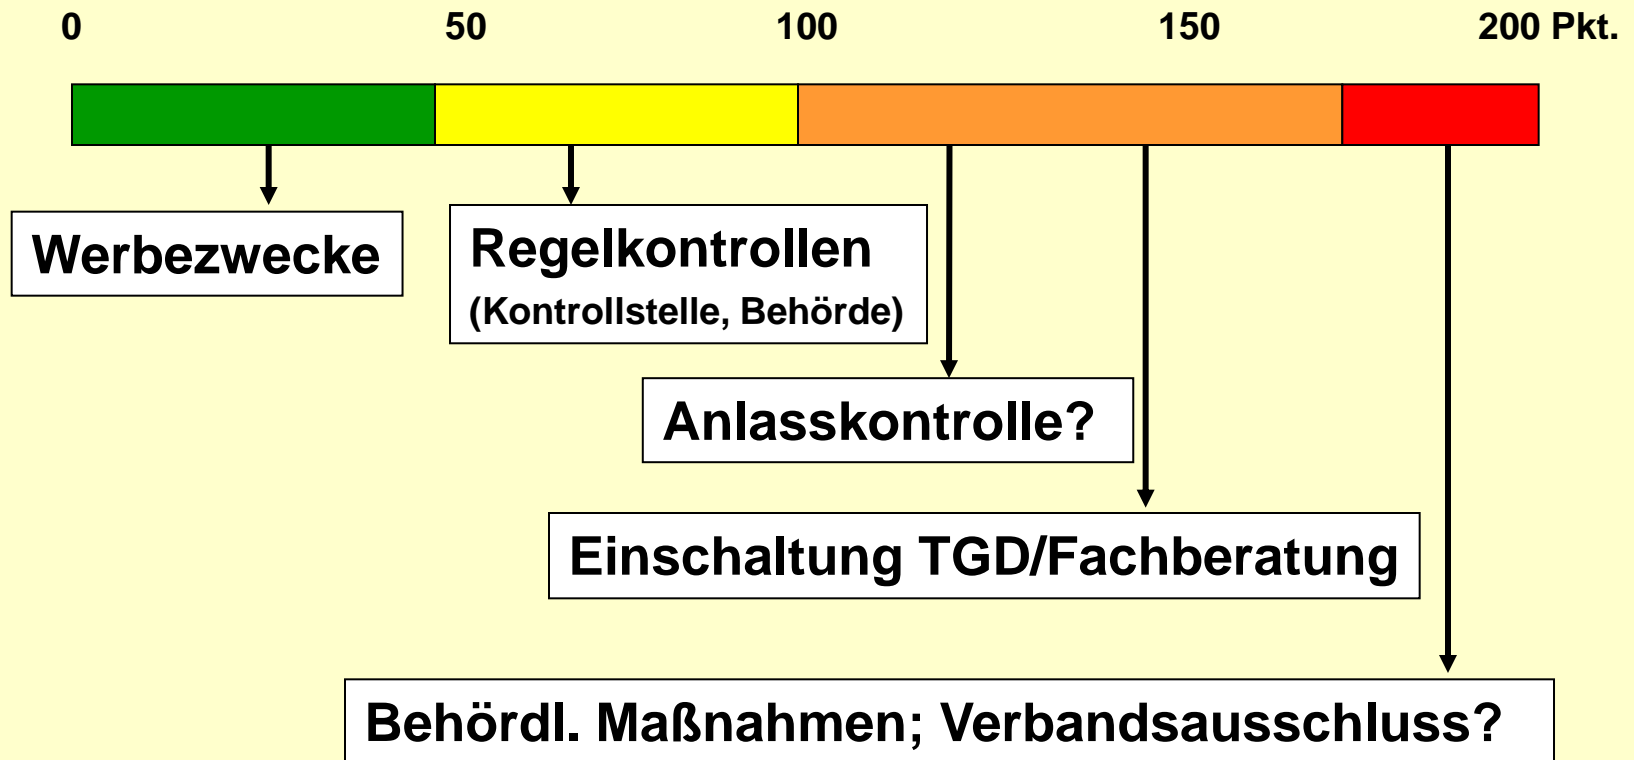 0 50 100 150 200 Pkt.
Werbezwecke
Regelkontrollen
(Kontrollstelle, Behörde)
Anlasskontrolle?
Einschaltung TGD/Fachberatung
Behördl. Maßnahmen; Verbandsausschluss?